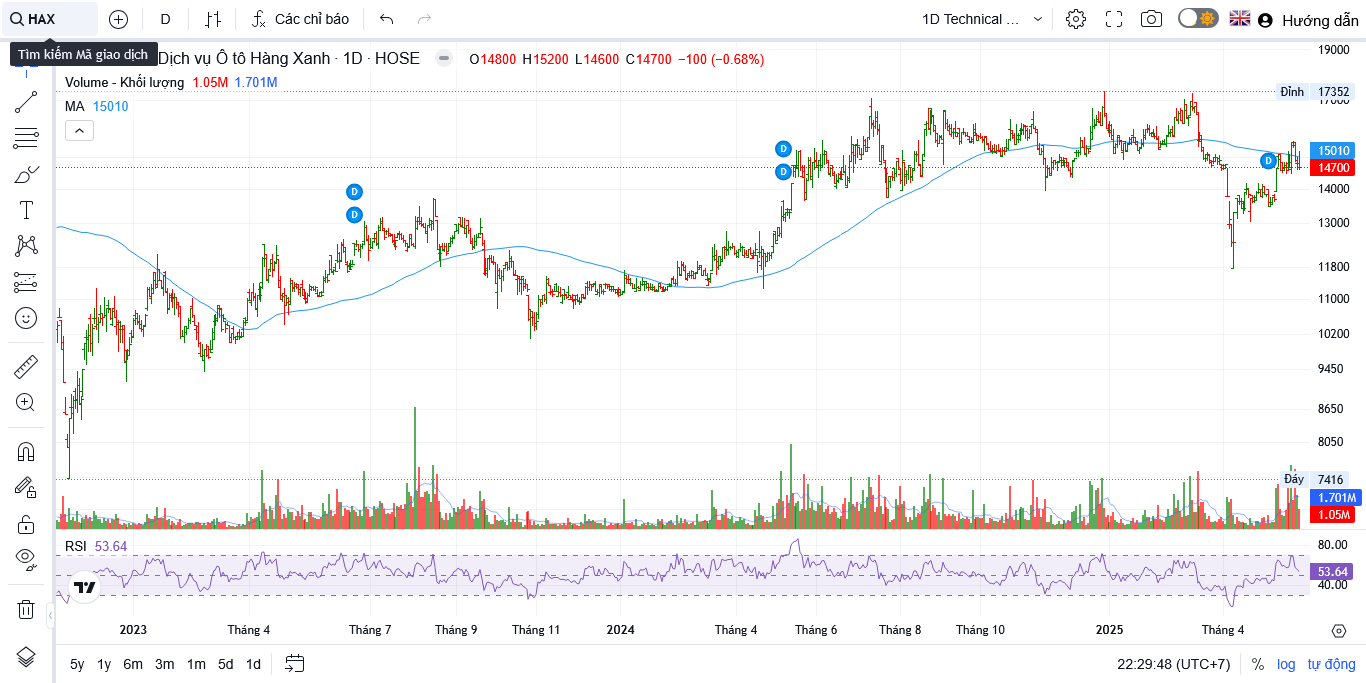 HAX
D
Các chỉ báo
1D Technical ...
Hướng dẫn
Tìm kiếm Mã giao dịch
Dịch vụ Ô tô Hàng Xanh · 1D · HOSE
O14800 H15200 L14600 C14700 −100 (−0.68%)
Volume - Khối lượng 1.05M 1.701M
MA 15010
D
D
D
D
D
19000
Đỉnh 17352
17000
15010
14700
14000
13000
11800
11000
10200
9450
8650
8050
Đáy 7416
1.701M
1.05M
RSI 53.64
80.00
53.64
40.00
2023 Tháng 4 Tháng 7 Tháng 9 Tháng 11 2024 Tháng 4 Tháng 6 Tháng 8 Tháng 10 2025 Tháng 4
5y 1y 6m 3m 1m 5d 1d
22:29:48 (UTC+7) % log tự động